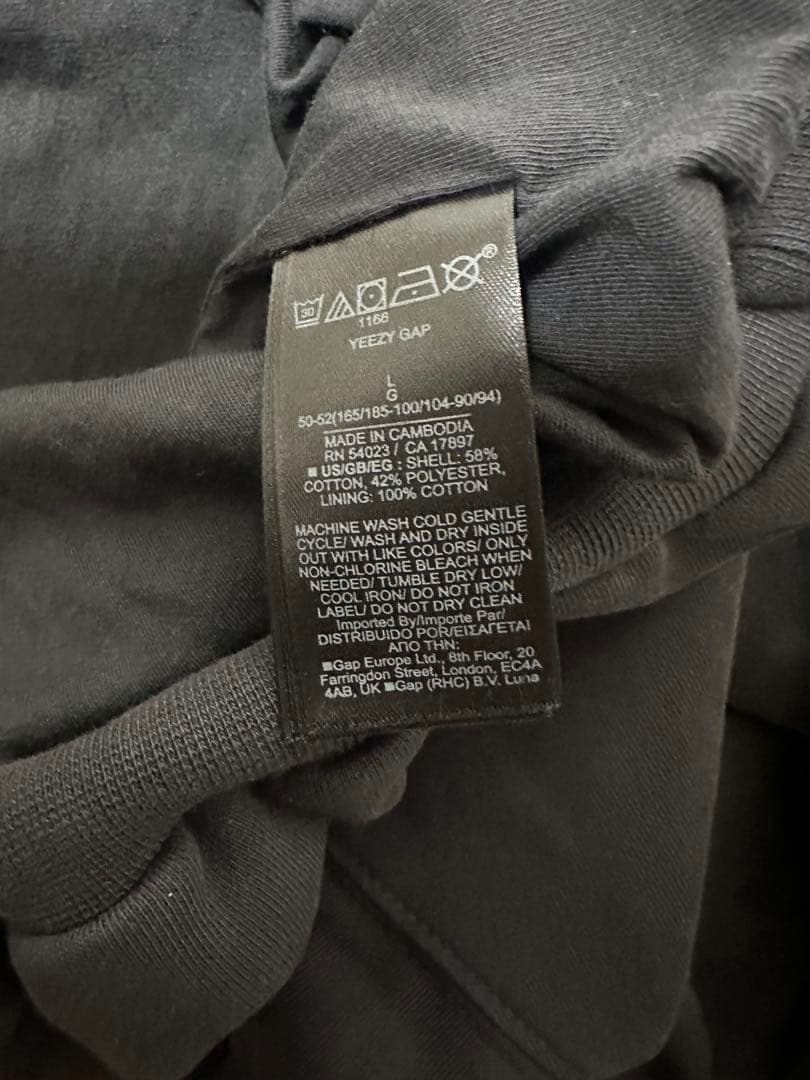 30 ®
1166
YEEZY GAP
L
G
50-52(165/185-100/104-90/94)
MADE IN CAMBODIA
RN 54023 / CA 17897
■ US/GB/EG : SHELL: 58%
COTTON, 42% POLYESTER,
LINING: 100% COTTON
MACHINE WASH COLD GENTLE
CYCLE/ WASH AND DRY INSIDE
OUT WITH LIKE COLORS/ ONLY
NON-CHLORINE BLEACH WHEN
NEEDED/ TUMBLE DRY LOW/
COOL IRON/ DO NOT IRON
LABEL/ DO NOT DRY CLEAN
Imported By/Importe Par/
DISTRIBUIDO POR/ΕΙΣΑΓΕΤΑΙ
ΑΠΟ ΤΗΝ:
■Gap Europe Ltd., 8th Floor, 20
Farringdon Street, London, EC4A
4AB, UK ■Gap (RHC) B.V. Luna